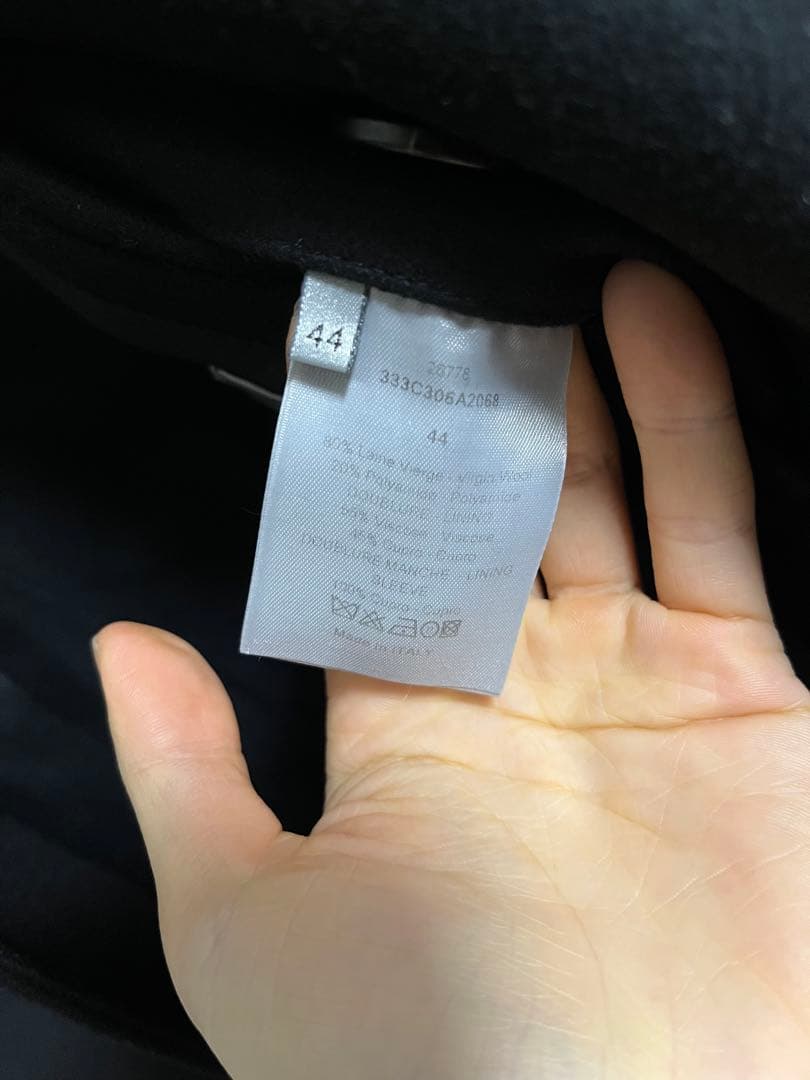 44
26778
333C306A2068
44
80% Laine Vierge - Virgin Wool
20% Polyamide - Polyamide
DOUBLURE - LINING
55% Viscose - Viscose
45% Cupro - Cupro
DOUBLURE MANCHE - LINING
SLEEVE
100% Cupro - Cupro
Made in ITALY